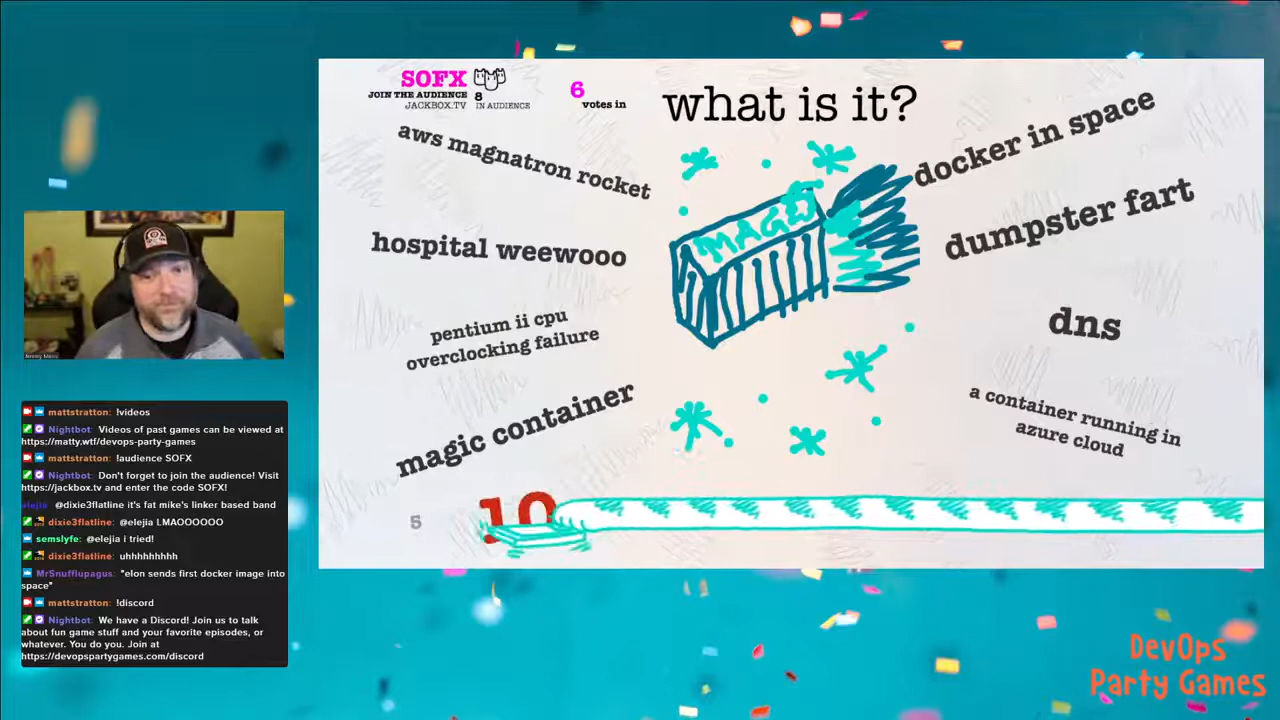 SOFX
JOIN THE AUDIENCE
JACKBOX.TV
8
IN AUDIENCE
6
votes in
what is it?
aws magnatron rocket
hospital weewooo
pentium ii cpu
overclocking failure
magic container
IMAGES
docker in space
dumpster fart
dns
a container running in
azure cloud
5
10
mattstratton: !videos
Nightbot: Videos of past games can be viewed at
https://matty.wtf/devops-party-games
mattstratton: !audience SOFX
Nightbot: Don't forget to join the audience! Visit
https://jackbox.tv and enter the code SOFX!
elejia @dixie3flatline it's fat mike's linker based band
dixie3flatline: @elejia LMAOOOOOO
semslyfe: @elejia i tried!
dixie3flatline: uhhhhhhhhh
MrSnufflupagus: "elon sends first docker image into
space"
mattstratton: !discord
Nightbot: We have a Discord! Join us to talk
about fun game stuff and your favorite episodes, or
whatever. You do you. Join at
https://devopspartygames.com/discord
DevOps
Party Games